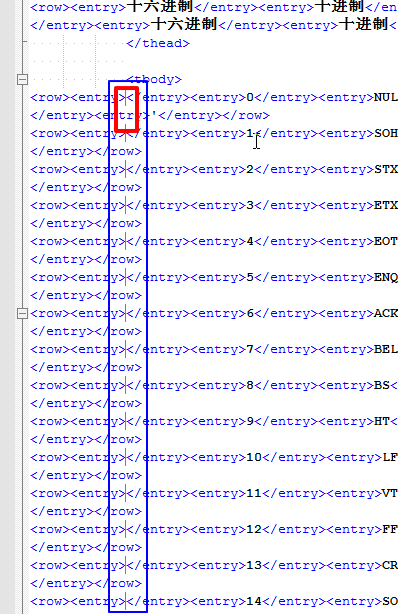 <row><entry>十六进制</entry><entry>十进制</en
</entry><entry>十六进制</entry><entry>十进制<
</thead>
<tbody>
<row><entry></entry><entry>0</entry><entry>NUL
</entry><entry>'</entry></row>
<row><entry></entry><entry>1</entry><entry>SOH
</entry></row>
<row><entry></entry><entry>2</entry><entry>STX
</entry></row>
<row><entry></entry><entry>3</entry><entry>ETX
</entry></row>
<row><entry></entry><entry>4</entry><entry>EOT
</entry></row>
<row><entry></entry><entry>5</entry><entry>ENQ
</entry></row>
<row><entry></entry><entry>6</entry><entry>ACK
</entry></row>
<row><entry></entry><entry>7</entry><entry>BEL
</entry></row>
<row><entry></entry><entry>8</entry><entry>BS<
</entry></row>
<row><entry></entry><entry>9</entry><entry>HT<
</entry></row>
<row><entry></entry><entry>10</entry><entry>LF
</entry></row>
<row><entry></entry><entry>11</entry><entry>VT
</entry></row>
<row><entry></entry><entry>12</entry><entry>FF
</entry></row>
<row><entry></entry><entry>13</entry><entry>CR
</entry></row>
<row><entry></entry><entry>14</entry><entry>SO